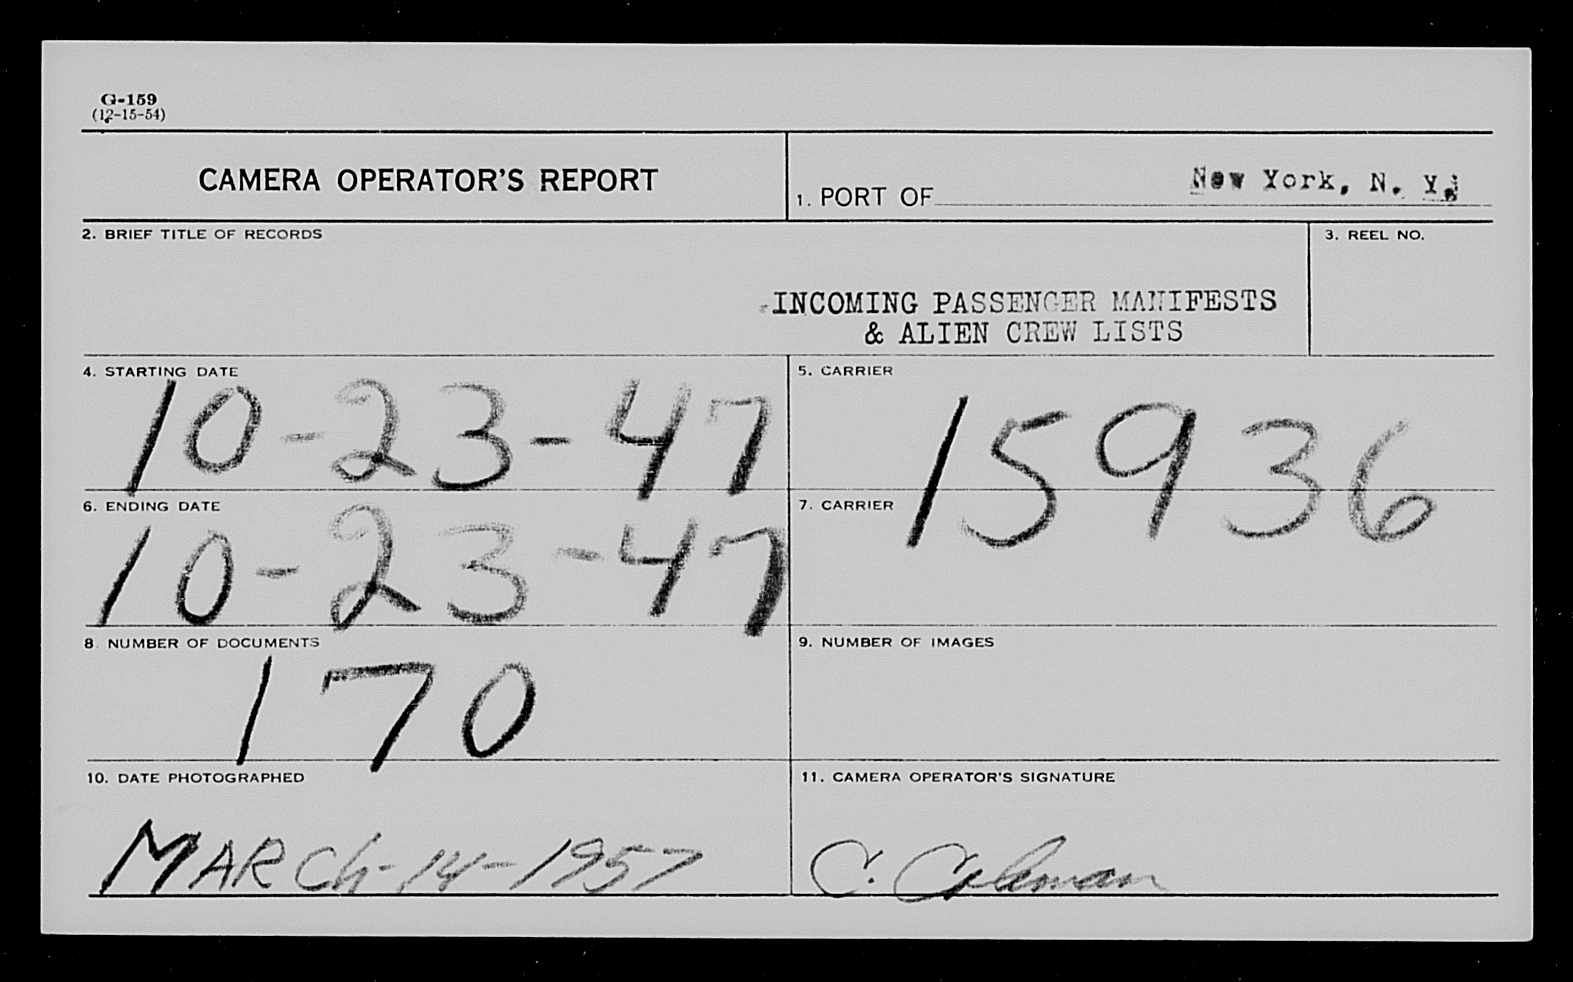 G-159
(12-15-54)
CAMERA OPERATOR'S REPORT
1. PORT OF New York, N. Y.
2. BRIEF TITLE OF RECORDS
INCOMING PASSENGER MANIFESTS
& ALIEN CREW LISTS
3. REEL NO.
4. STARTING DATE
10-23-47
5. CARRIER
15936
6. ENDING DATE
10-23-47
7. CARRIER
8 NUMBER OF DOCUMENTS
170
9. NUMBER OF IMAGES
10. DATE PHOTOGRAPHED
MARCh-14-1957
11. CAMERA OPERATOR'S SIGNATURE
C. Coleman